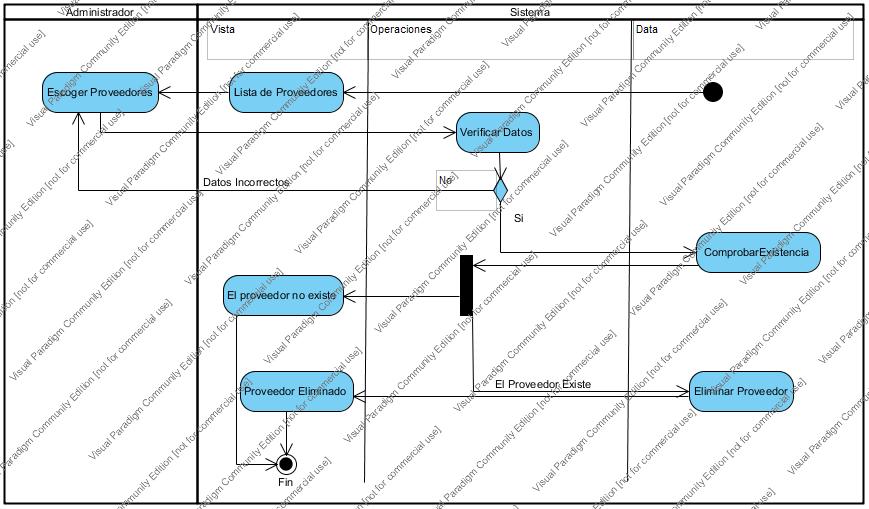 Administrador
Sistema
Vista
Operaciones
Data
Escoger Proveedores
Lista de Proveedores
Verificar Datos
Datos Incorrectos
No
Si
ComprobarExistencia
El proveedor no existe
El Proveedor Existe
Proveedor Eliminado
Eliminar Proveedor
Fin
Visual Paradigm Community Edition [not for commercial use]